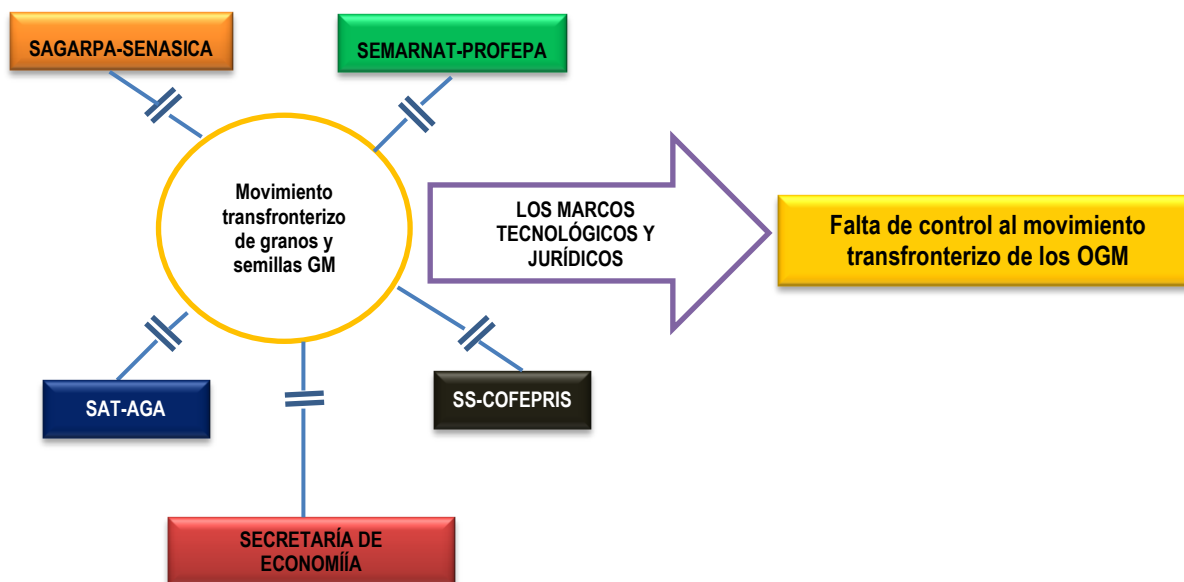 SAGARPA-SENASICA
SEMARNAT-PROFEPA
Movimiento
transfronterizo
de granos y
semillas GM
LOS MARCOS
TECNOLÓGICOS Y
JURÍDICOS
Falta de control al movimiento
transfronterizo de los OGM
SAT-AGA
SS-COFEPRIS
SECRETARÍA DE
ECONOMÍÍA